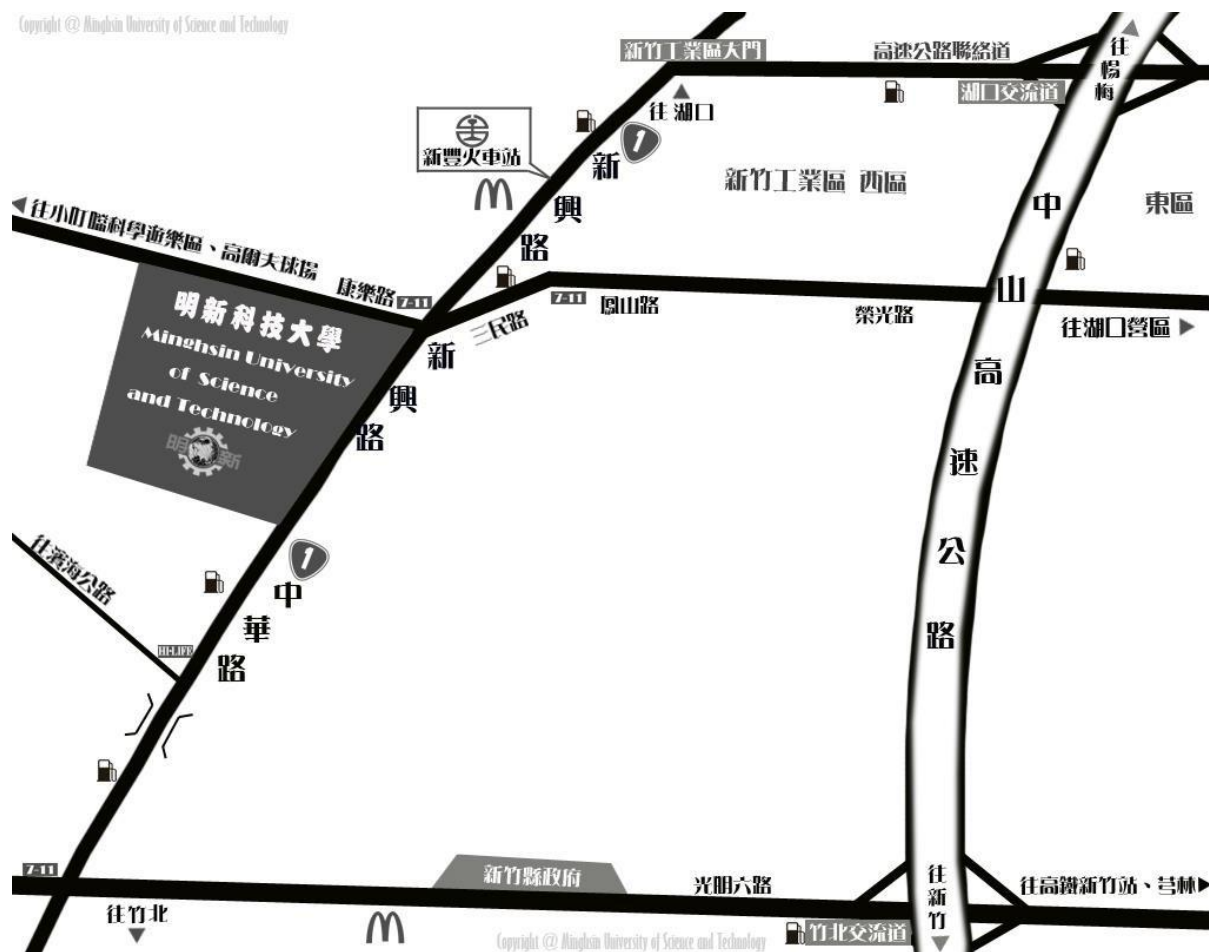 Copyright @ Minghsin University of Science and Technology
新竹工業區大門
高速公路聯絡道
往楊梅
湖口交流道
往湖口
1
新豐火車站
新竹工業區 西區
東區
新興路
往小叮噹科學遊樂區、高爾夫球場
康樂路
7-11
7-11
鳳山路
三民路
榮光路
往湖口營區
中山高速公路
明新科技大學
Minghsin University
of Science
and Technology
明新
新興路
1
往濱海公路
中華路
HI-LIFE
7-11
新竹縣政府
光明六路
往新竹
往高鐵新竹站、芎林
往竹北
竹北交流道
Copyright @ Minghsin University of Science and Technology